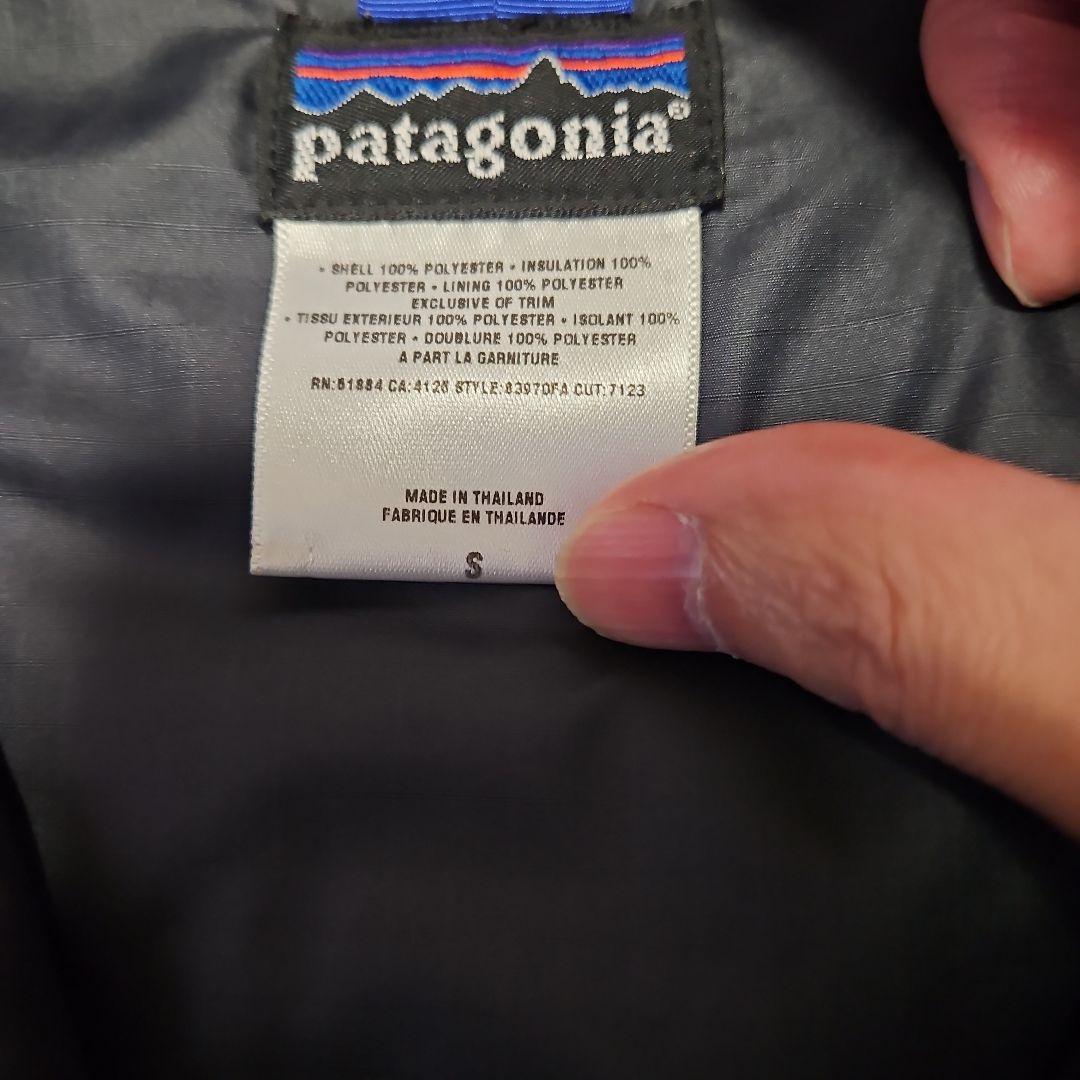 patagonia®
• SHELL 100% POLYESTER • INSULATION 100%
POLYESTER • LINING 100% POLYESTER
EXCLUSIVE OF TRIM
• TISSU EXTERIEUR 100% POLYESTER • ISOLANT 100%
POLYESTER • DOUBLURE 100% POLYESTER
A PART LA GARNITURE
RN:51884 CA:4126 STYLE:83970FA CUT:7123
MADE IN THAILAND
FABRIQUE EN THAILANDE
S